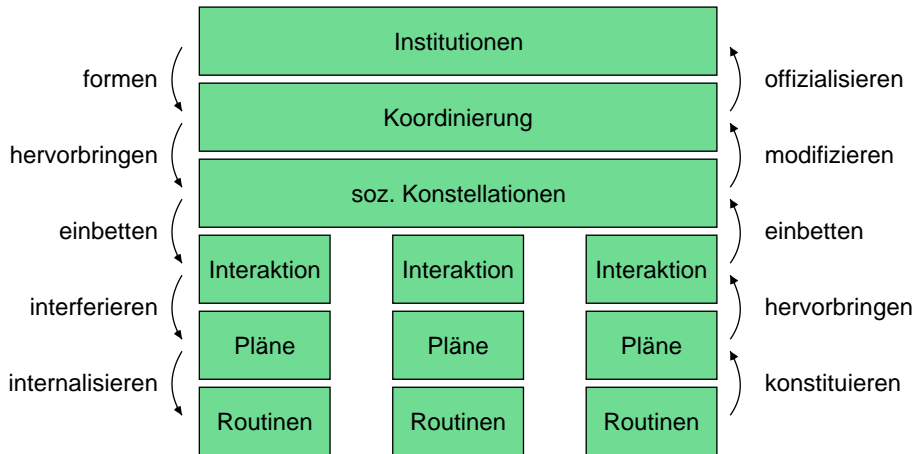 Institutionen
formen
offizialisieren
Koordinierung
hervorbringen
modifizieren
soz. Konstellationen
einbetten
einbetten
Interaktion Interaktion Interaktion
interferieren
hervorbringen
Pläne Pläne Pläne
internalisieren
konstituieren
Routinen Routinen Routinen